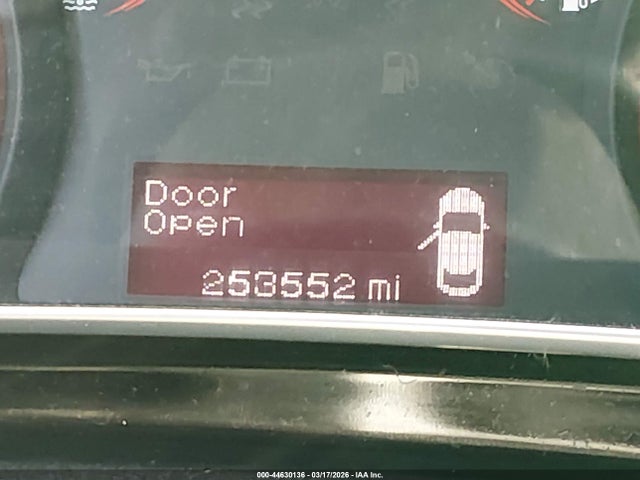 Door
Open
253552 mi
000-44630136 - 03/17/2026 - IAA Inc.